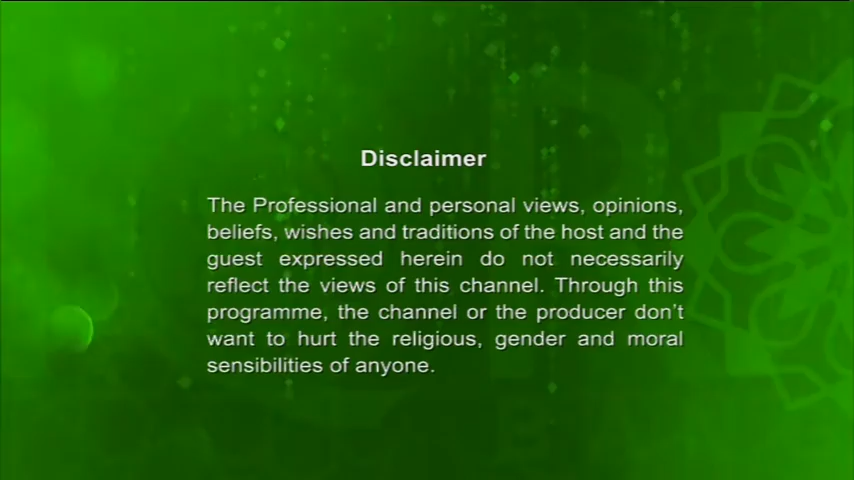 Disclaimer
The Professional and personal views, opinions,
beliefs, wishes and traditions of the host and the
guest expressed herein do not necessarily
reflect the views of this channel. Through this
programme, the channel or the producer don't
want to hurt the religious, gender and moral
sensibilities of anyone.